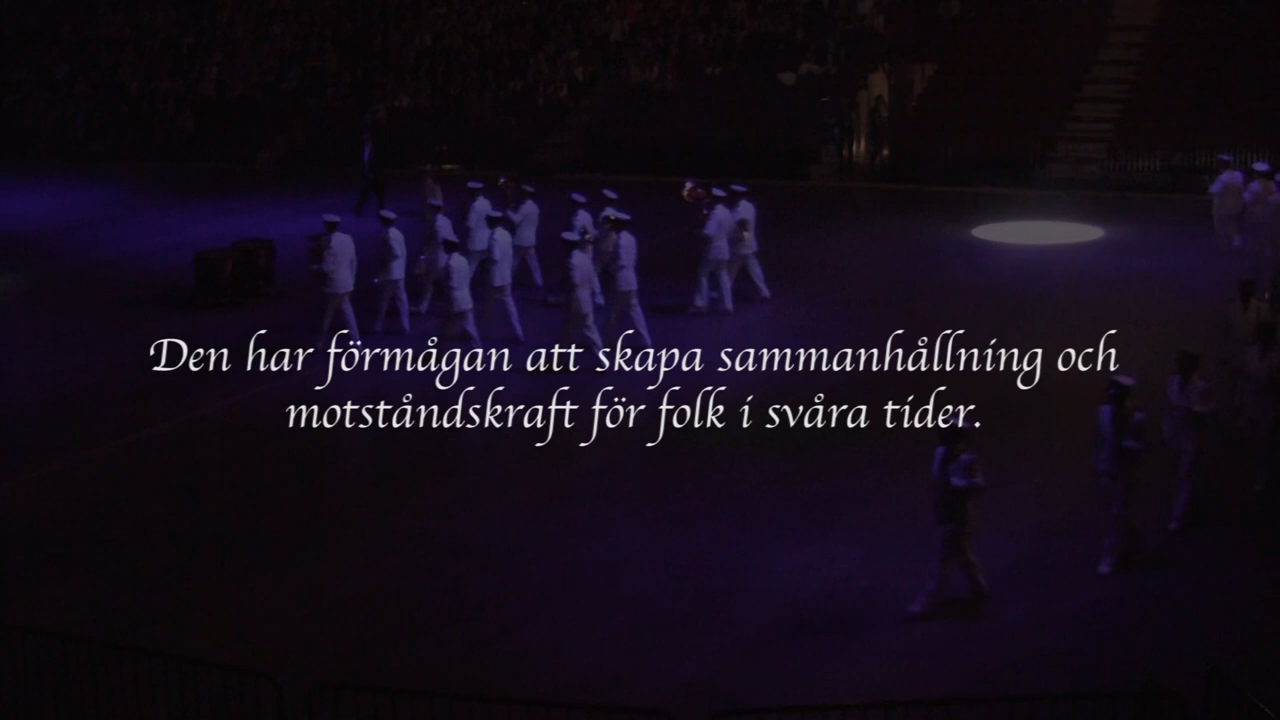 Den har förmågan att skapa sammanhållning och
motståndskraft för folk i svåra tider.